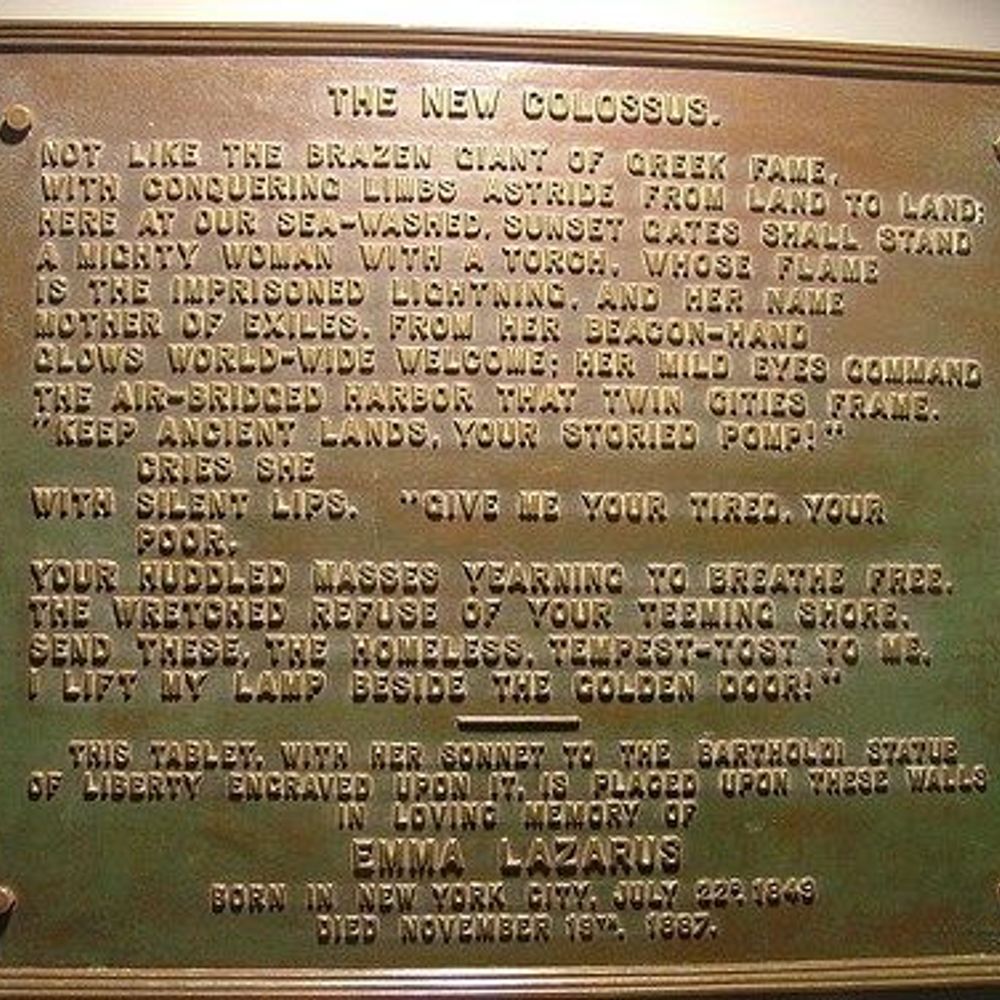 THE NEW COLOSSUS.
NOT LIKE THE BRAZEN GIANT OF GREEK FAME,
WITH CONQUERING LIMBS ASTRIDE FROM LAND TO LAND;
HERE AT OUR SEA-WASHED, SUNSET GATES SHALL STAND
A MIGHTY WOMAN WITH A TORCH, WHOSE FLAME
IS THE IMPRISONED LIGHTNING, AND HER NAME
MOTHER OF EXILES. FROM HER BEACON-HAND
GLOWS WORLD-WIDE WELCOME; HER MILD EYES COMMAND
THE AIR-BRIDGED HARBOR THAT TWIN CITIES FRAME.
"KEEP ANCIENT LANDS, YOUR STORIED POMP!"
CRIES SHE
WITH SILENT LIPS. "GIVE ME YOUR TIRED, YOUR
POOR,
YOUR HUDDLED MASSES YEARNING TO BREATHE FREE,
THE WRETCHED REFUSE OF YOUR TEEMING SHORE,
SEND THESE, THE HOMELESS, TEMPEST-TOST TO ME,
I LIFT MY LAMP BESIDE THE GOLDEN DOOR!"
THIS TABLET, WITH HER SONNET TO THE BARTHOLDI STATUE
OF LIBERTY ENGRAVED UPON IT, IS PLACED UPON THESE WALLS
IN LOVING MEMORY OF
EMMA LAZARUS
BORN IN NEW YORK CITY, JULY 22D, 1849
DIED NOVEMBER 19TH, 1887.